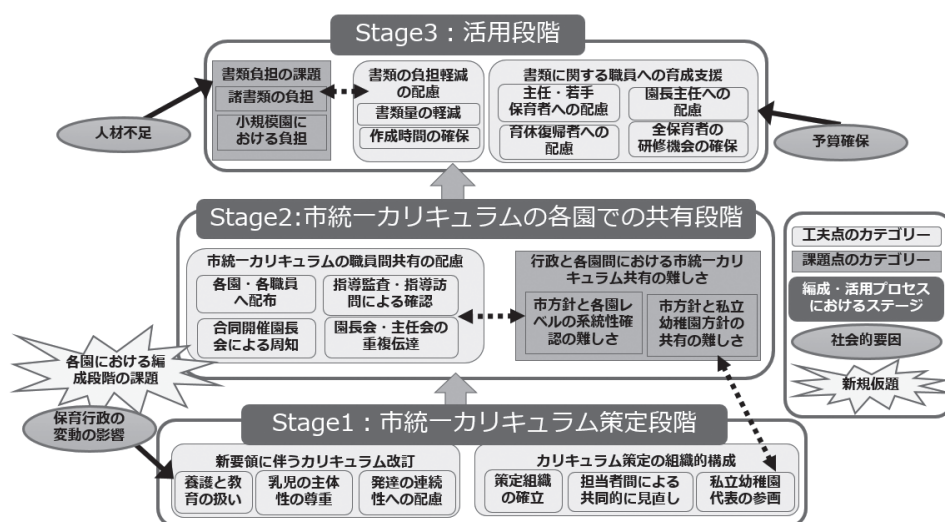 Stage3：活用段階
書類負担の課題
諸書類の負担
小規模園に
おける負担
書類の負担軽減
の配慮
書類量の軽減
作成時間の確保
書類に関する職員への育成支援
主任・若手
保育者への配慮
園長主任への
配慮
育休復帰者への
配慮
全保育者の
研修機会の確保
人材不足
予算確保
Stage2:市統一カリキュラムの各園での共有段階
市統一カリキュラムの職員間共有の配慮
各園・各職員
へ配布
指導監査・指導訪
問による確認
合同開催園長
会による周知
園長会・主任会の
重複伝達
行政と各園間における市統一カ
リキュラム共有の難しさ
市方針と各園レ
ベルの系統性確
認の難しさ
市方針と私立
幼稚園方針の
共有の難しさ
工夫点のカテゴリー
課題点のカテゴリー
編成・活用プロセス
におけるステージ
社会的要因
新規仮題
各園における編
成段階の課題
保育行政の
変動の影響
Stage1：市統一カリキュラム策定段階
新要領に伴うカリキュラム改訂
養護と教
育の扱い
乳児の主体
性の尊重
発達の連続
性への配慮
カリキュラム策定の組織的構成
策定組織
の確立
担当者間による
共同的に見直し
私立幼稚園
代表の参画